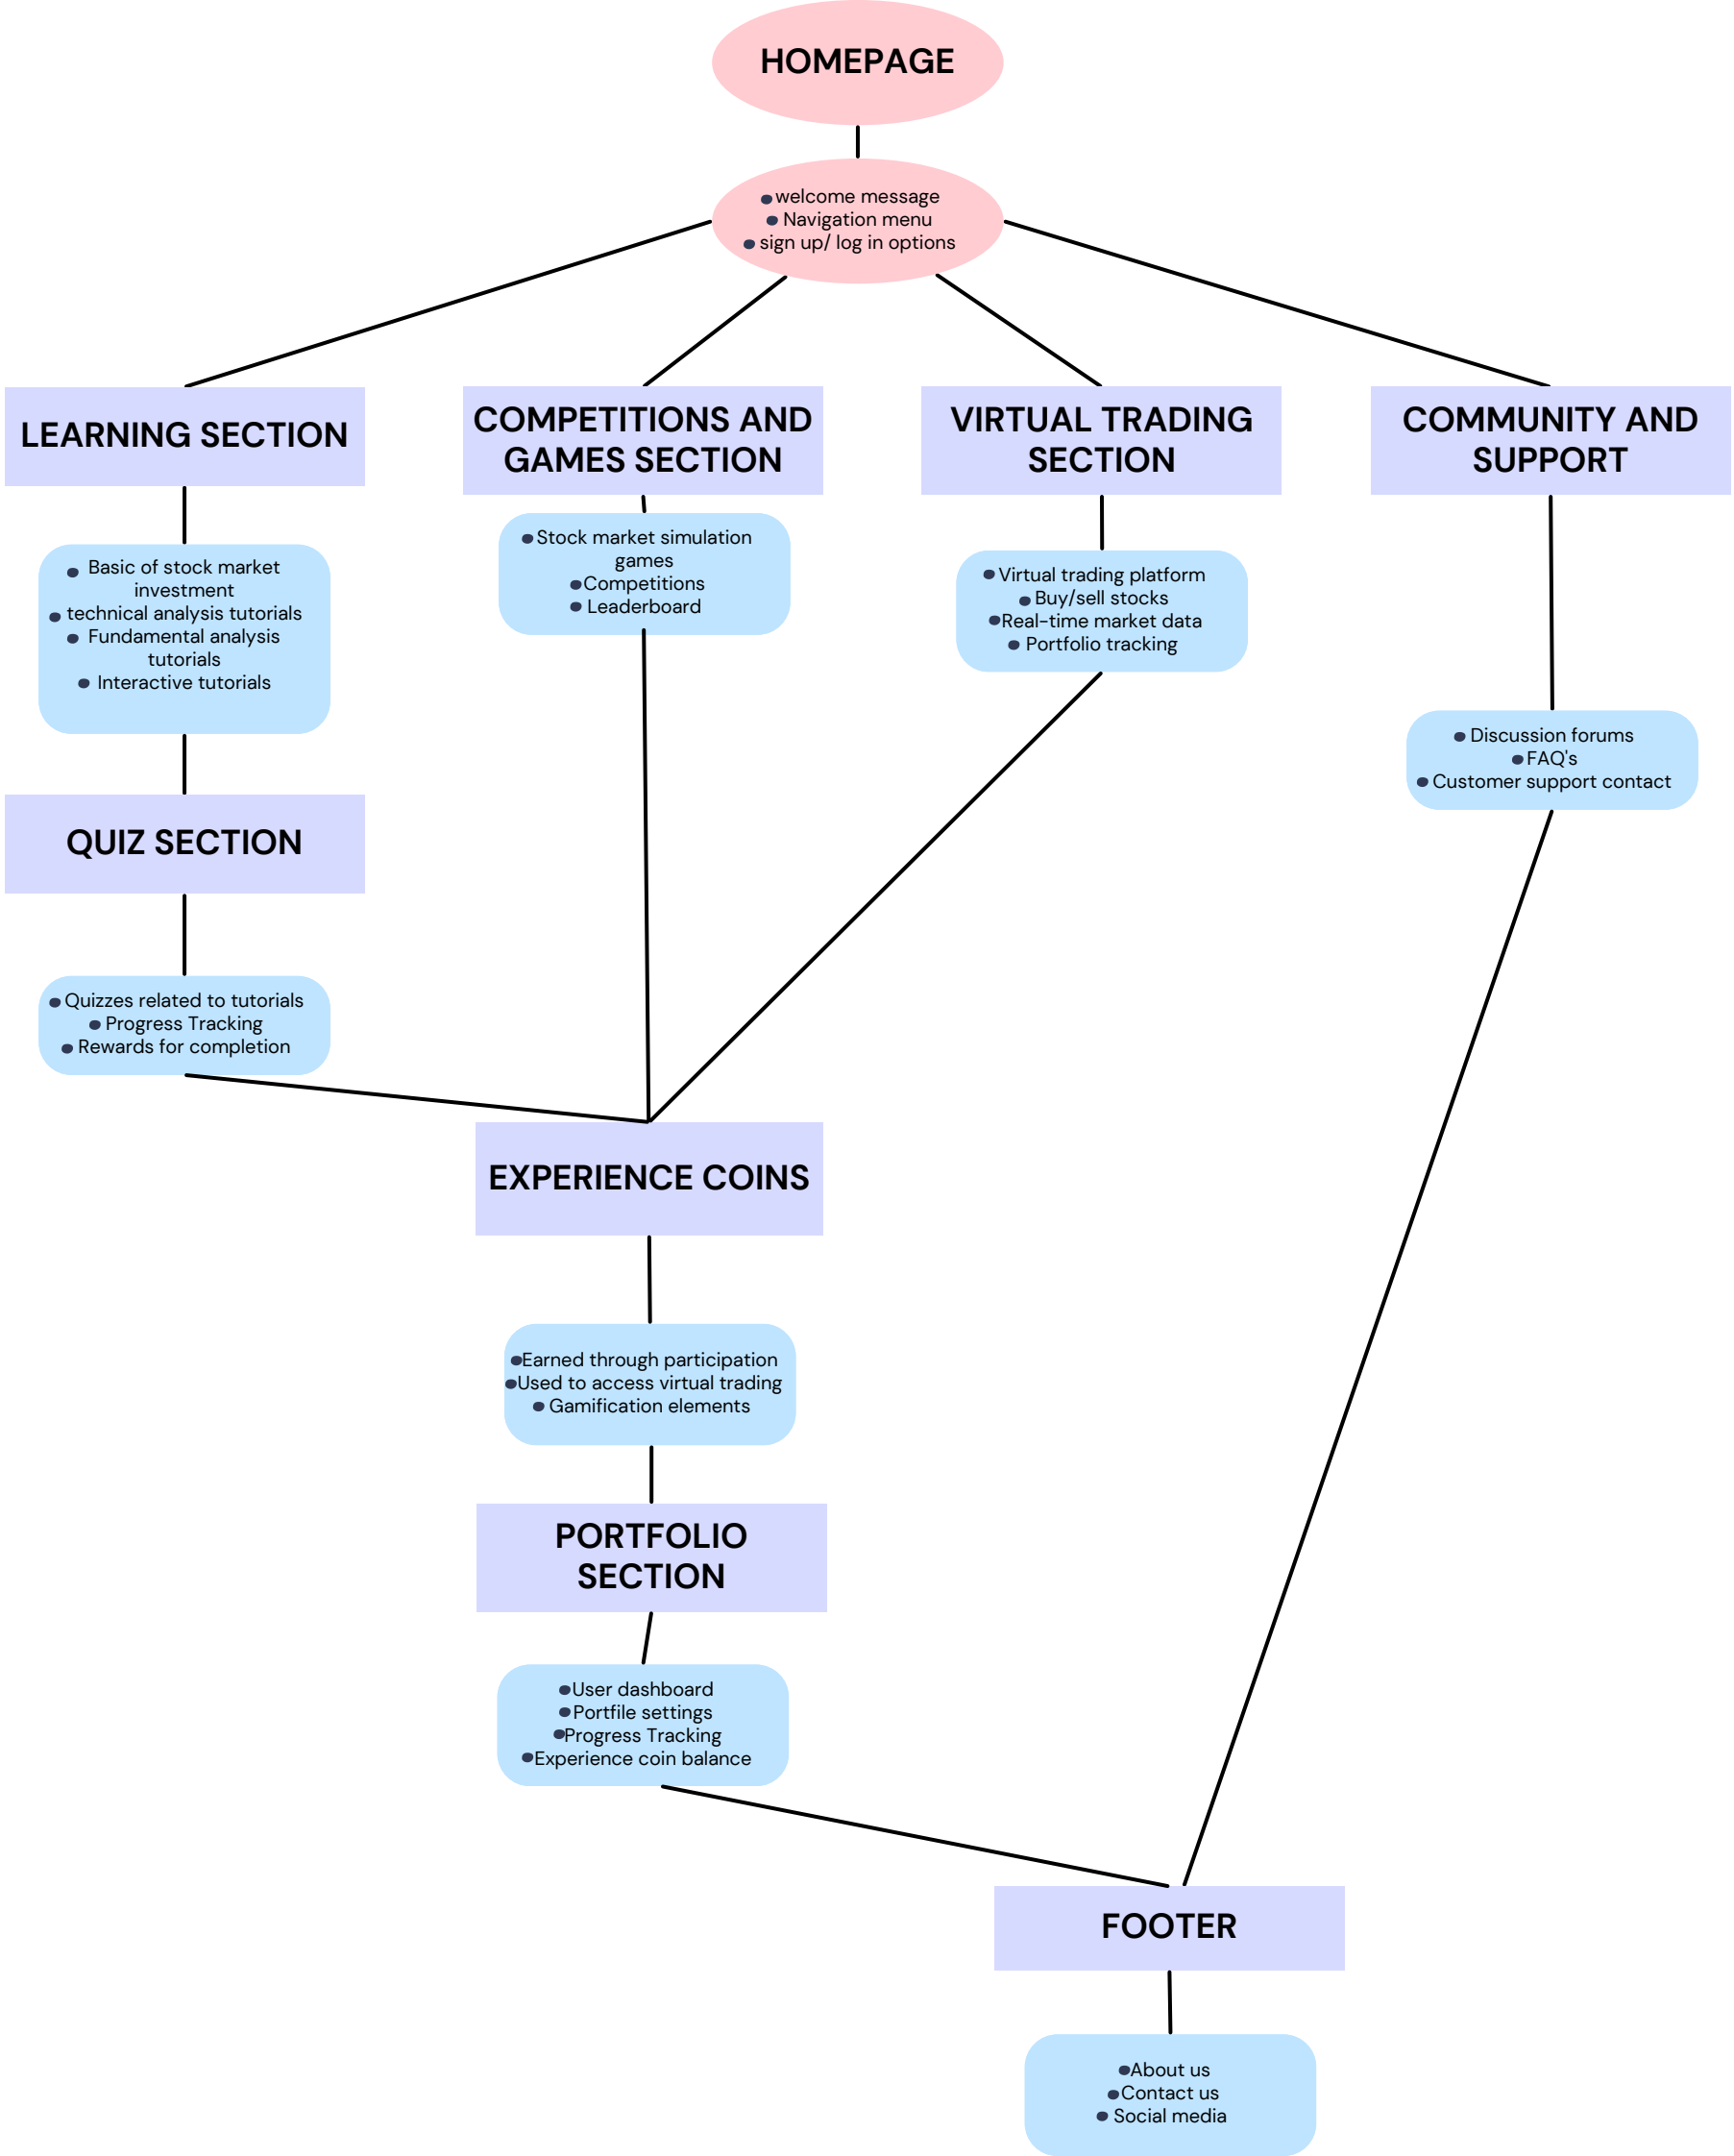 HOMEPAGE
welcome message
Navigation menu
sign up/ log in options
LEARNING SECTION
COMPETITIONS AND
GAMES SECTION
VIRTUAL TRADING
SECTION
COMMUNITY AND
SUPPORT
Basic of stock market
investment
technical analysis tutorials
Fundamental analysis
tutorials
Interactive tutorials
Stock market simulation
games
Competitions
Leaderboard
Virtual trading platform
Buy/sell stocks
Real-time market data
Portfolio tracking
Discussion forums
FAQ's
Customer support contact
QUIZ SECTION
Quizzes related to tutorials
Progress Tracking
Rewards for completion
EXPERIENCE COINS
Earned through participation
Used to access virtual trading
Gamification elements
PORTFOLIO
SECTION
User dashboard
Portfile settings
Progress Tracking
Experience coin balance
FOOTER
About us
Contact us
Social media